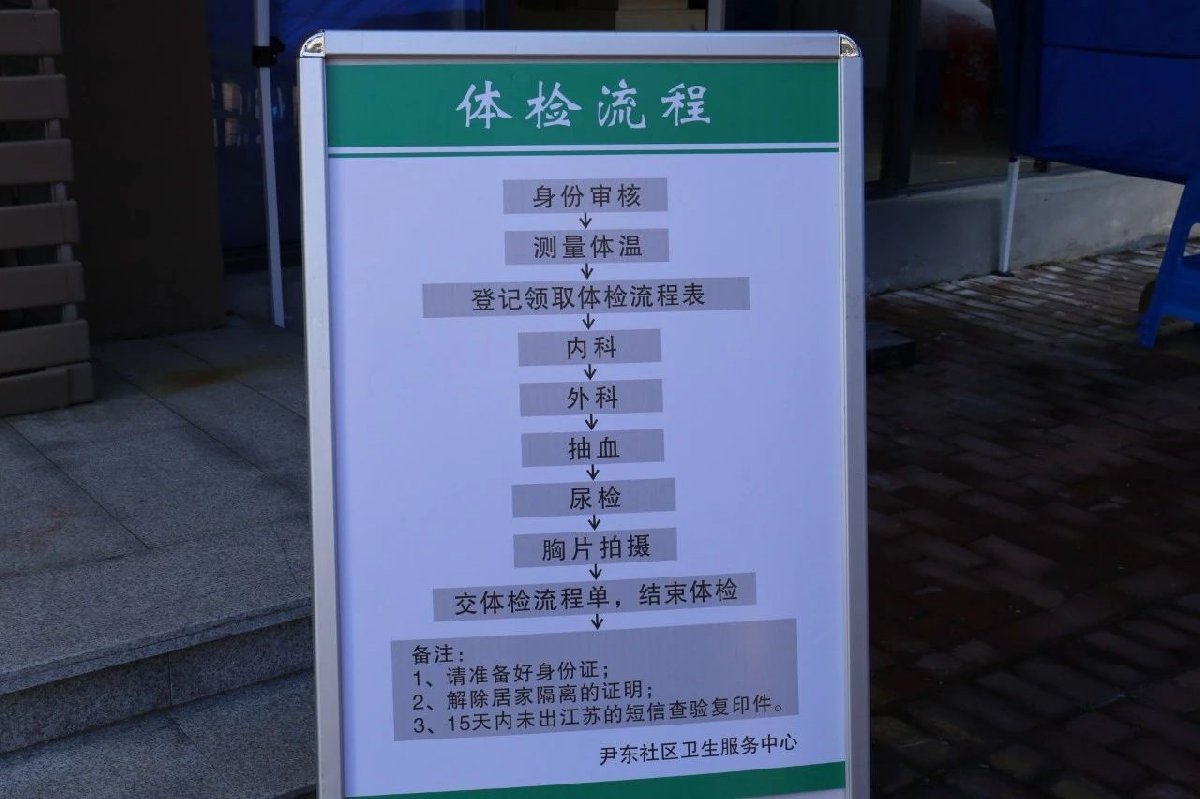 体检流程
身份审核
测量体温
登记领取体检流程表
内科
外科
抽血
尿检
胸片拍摄
交体检流程单，结束体检
备注：
1、请准备好身份证；
2、解除居家隔离的证明；
3、15天内未出江苏的短信查验复印件。
尹东社区卫生服务中心